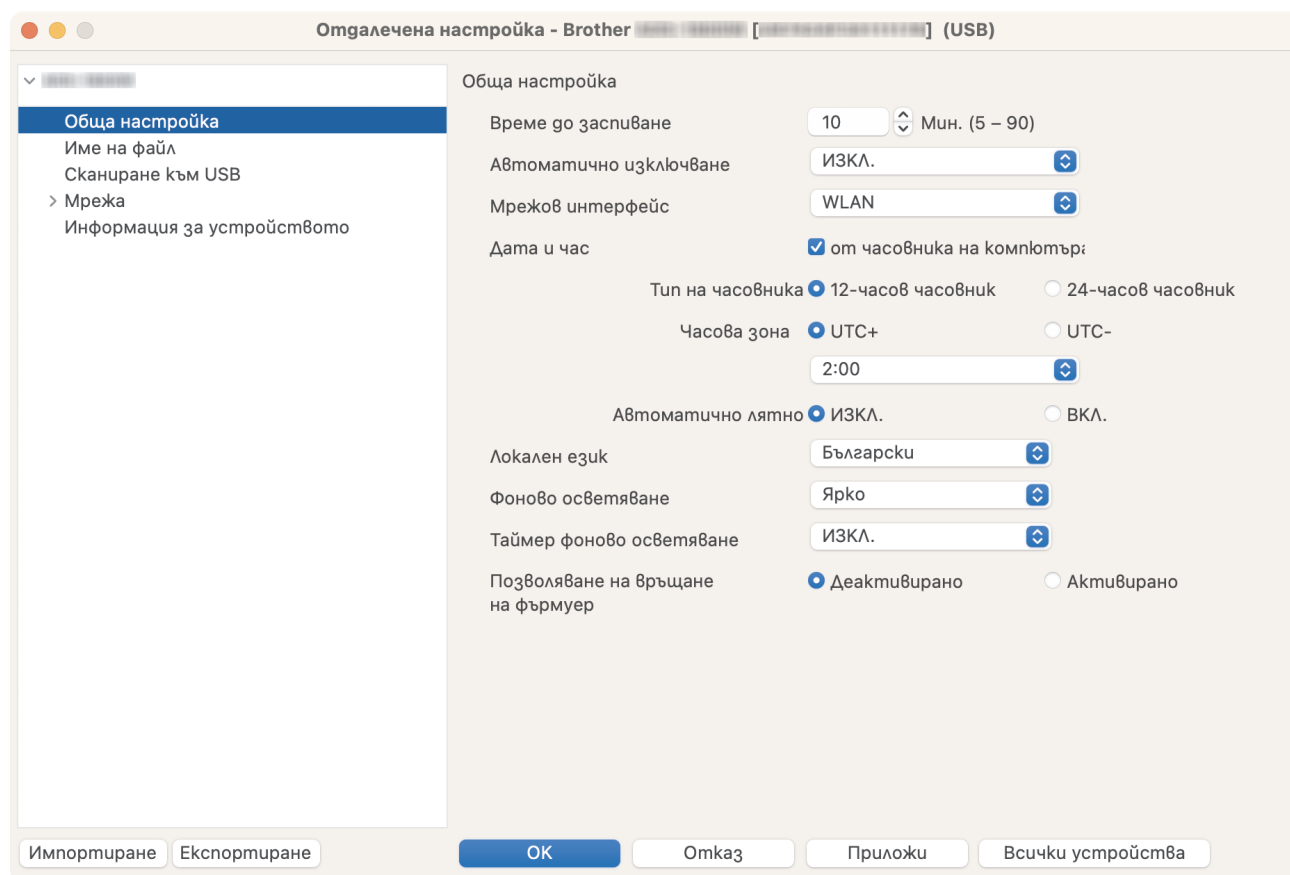 Отдалечена настройка - Brother [ ] (USB)
Обща настройка
Име на файл
Сканиране към USB
Мрежа
Информация за устройството
Обща настройка
Време до заспиване 10 Мин. (5 – 90)
Автоматично изключване ИЗКЛ.
Мрежов интерфейс WLAN
Дата и час от часовника на компютъра
Тип на часовника 12-часов часовник 24-часов часовник
Часова зона UTC+ UTC-
2:00
Автоматично лятно ИЗКЛ. ВКЛ.
Локален език Български
Фоново осветяване Ярко
Таймер фоново осветяване ИЗКЛ.
Позволяване на връщане
на фърмуер Деактивирано Активирано
Импортиране Експортиране OK Отказ Приложи Всички устройства